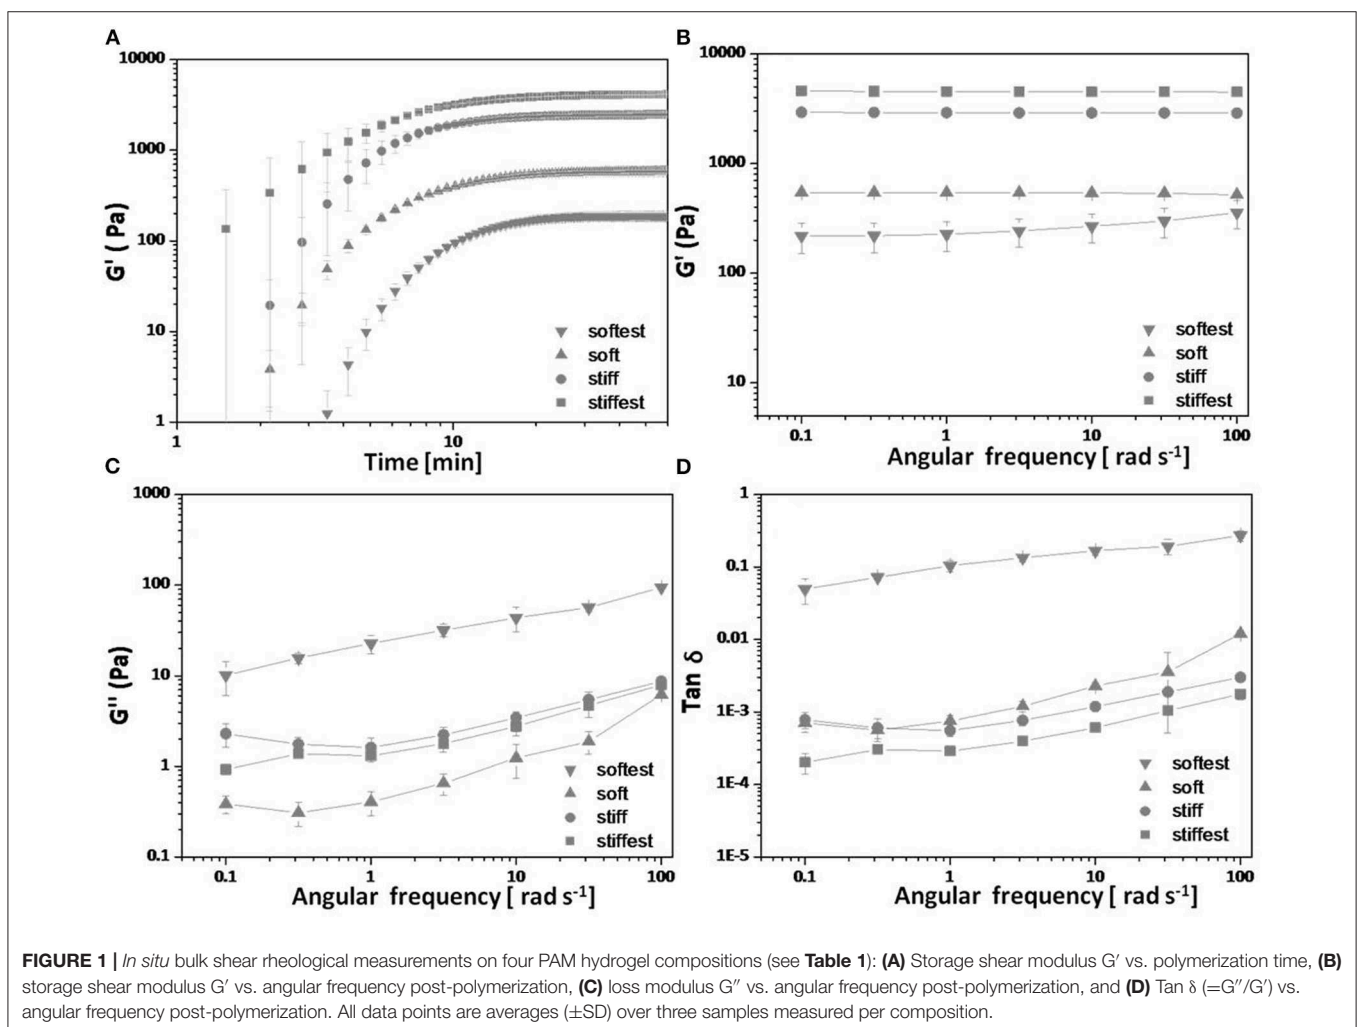 A
10000
1000
100
10
1
G' ( Pa)
softest
soft
stiff
stiffest
1
10
Time [min]
B
10000
1000
100
10
G' (Pa)
softest
soft
stiff
stiffest
0.1
1
10
100
Angular frequency [ rad s-1]
C
1000
100
10
1
0.1
G'' (Pa)
softest
soft
stiff
stiffest
0.1
1
10
100
Angular frequency [ rad s-1]
D
1
0.1
0.01
1E-3
1E-4
1E-5
Tan δ
softest
soft
stiff
stiffest
0.1
1
10
100
Angular frequency [ rad s-1]
FIGURE 1 | In situ bulk shear rheological measurements on four PAM hydrogel compositions (see Table 1): (A) Storage shear modulus G′ vs. polymerization time, (B)
storage shear modulus G′ vs. angular frequency post-polymerization, (C) loss modulus G″ vs. angular frequency post-polymerization, and (D) Tan δ (=G″/G′) vs.
angular frequency post-polymerization. All data points are averages (±SD) over three samples measured per composition.